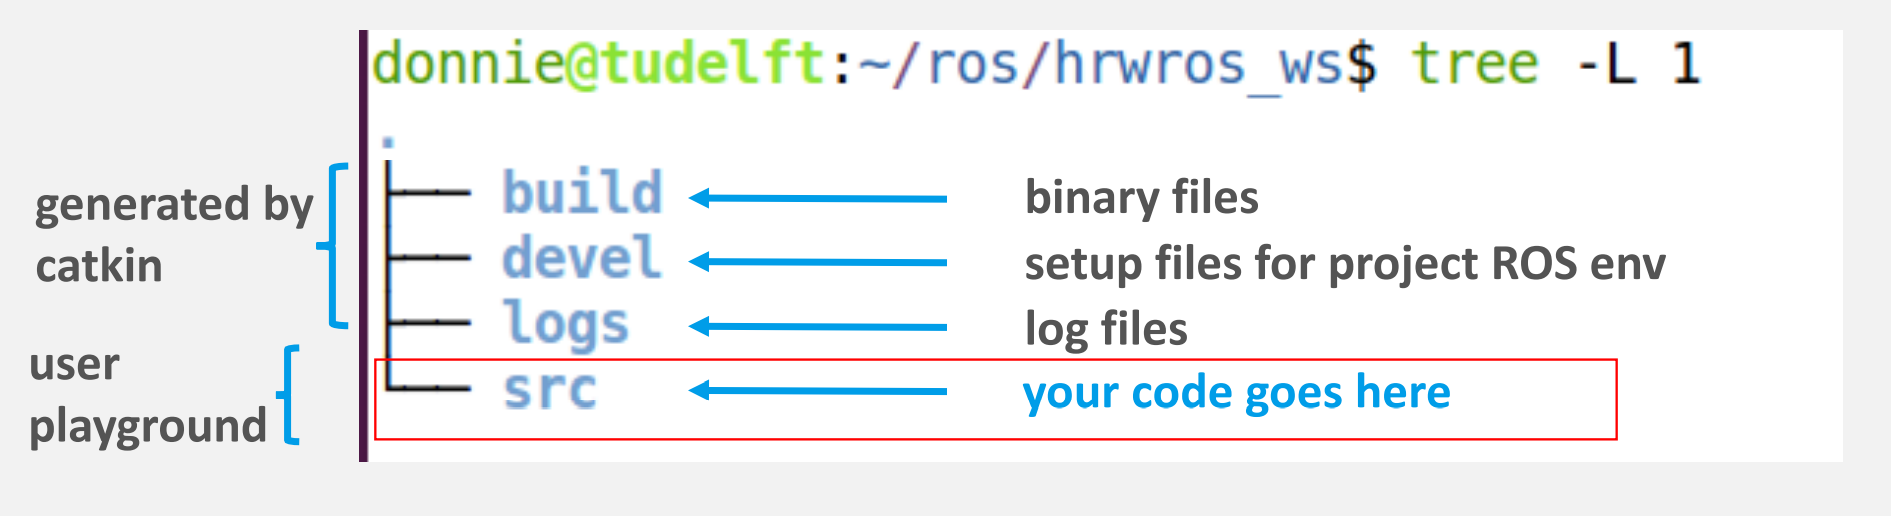 donnie@tudelft:~/ros/hrwros_ws$ tree -L 1
.
generated by
catkin
├── build
binary files
├── devel
setup files for project ROS env
├── logs
log files
user
playground
└── src
your code goes here